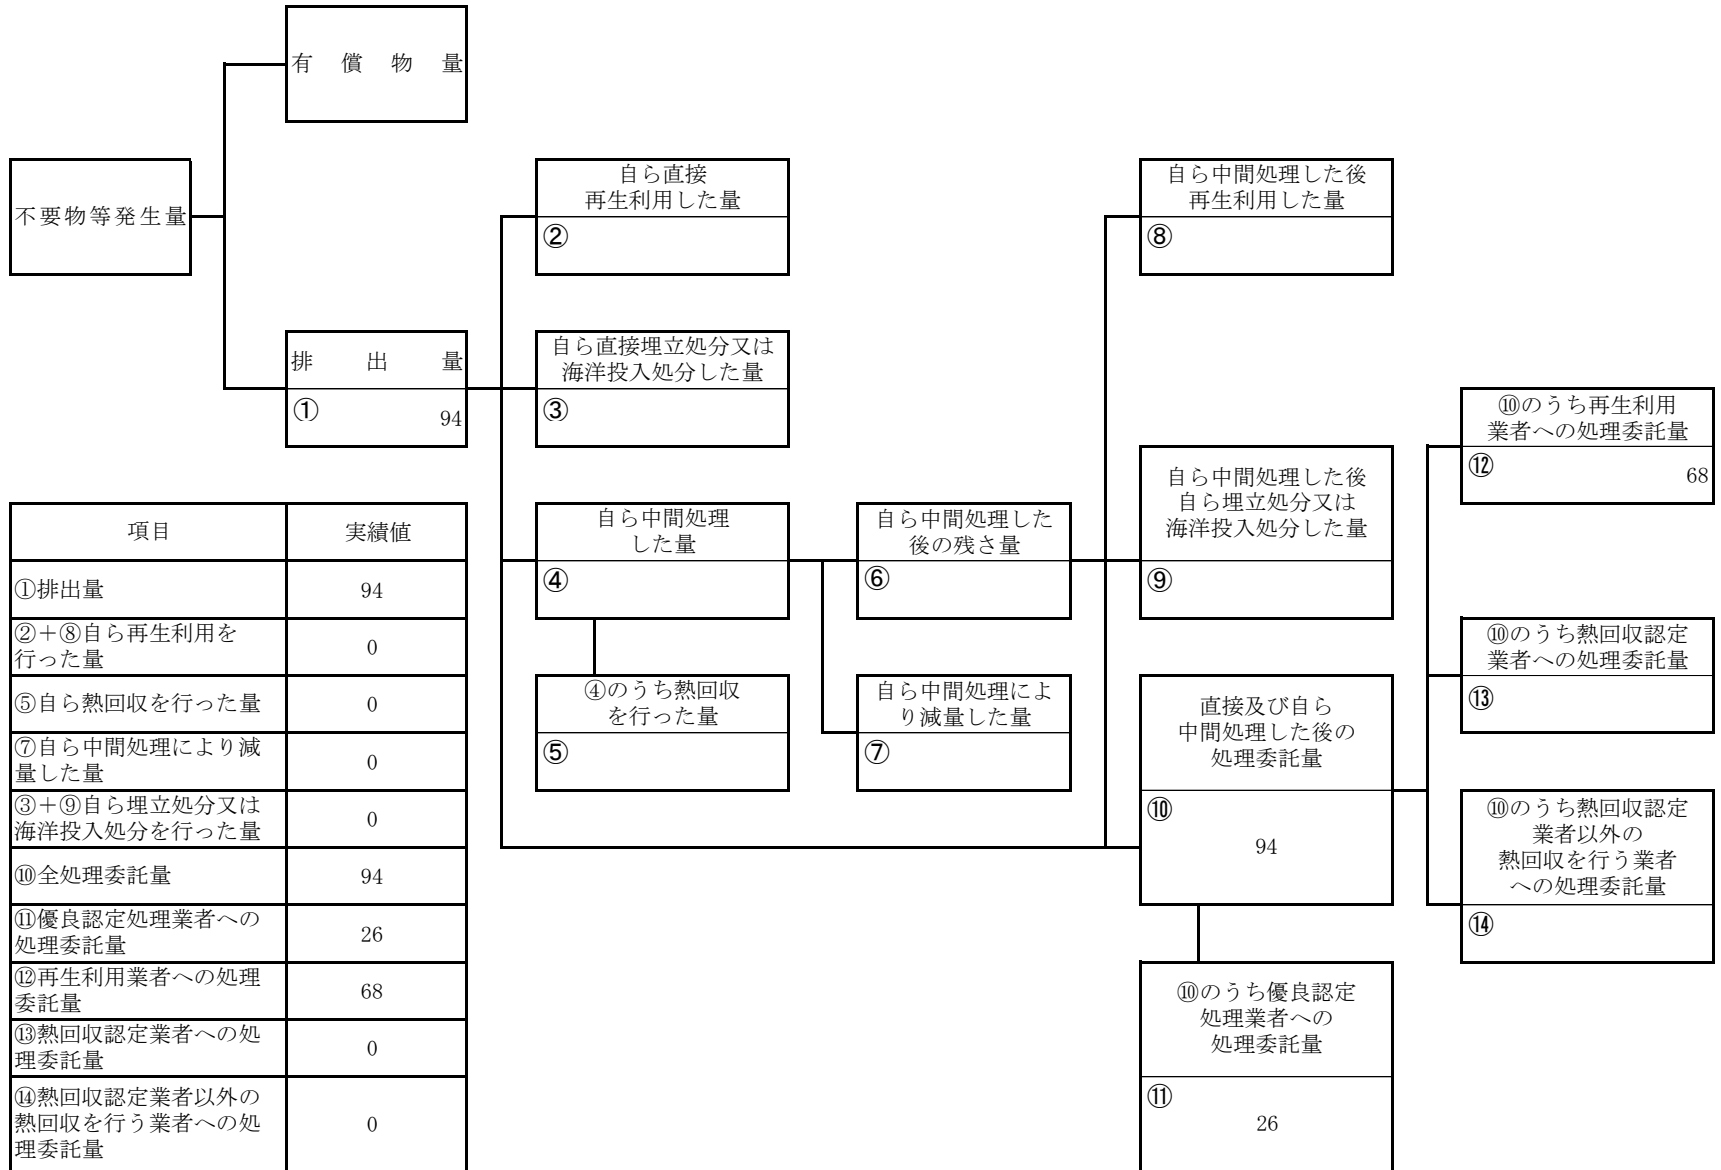 有償物量
不要物等発生量
排出量
① 94
自ら直接
再生利用した量
②
自ら直接埋立処分又は
海洋投入処分した量
③
自ら中間処理
した量
④
④のうち熱回収
を行った量
⑤
自ら中間処理した
後の残さ量
⑥
自ら中間処理によ
り減量した量
⑦
自ら中間処理した後
再生利用した量
⑧
自ら中間処理した後
自ら埋立処分又は
海洋投入処分した量
⑨
直接及び自ら
中間処理した後の
処理委託量
⑩
94
⑩のうち優良認定
処理業者への
処理委託量
⑪
26
⑩のうち再生利用
業者への処理委託量
⑫ 68
⑩のうち熱回収認定
業者への処理委託量
⑬
⑩のうち熱回収認定
業者以外の
熱回収を行う業者
への処理委託量
⑭
項目 実績値
①排出量 94
②+⑧自ら再生利用を
行った量 0
⑤自ら熱回収を行った量 0
⑦自ら中間処理により減
量した量 0
③+⑨自ら埋立処分又は
海洋投入処分を行った量 0
⑩全処理委託量 94
⑪優良認定処理業者への
処理委託量 26
⑫再生利用業者への処理
委託量 68
⑬熱回収認定業者への処
理委託量 0
⑭熱回収認定業者以外の
熱回収を行う業者への処
理委託量 0